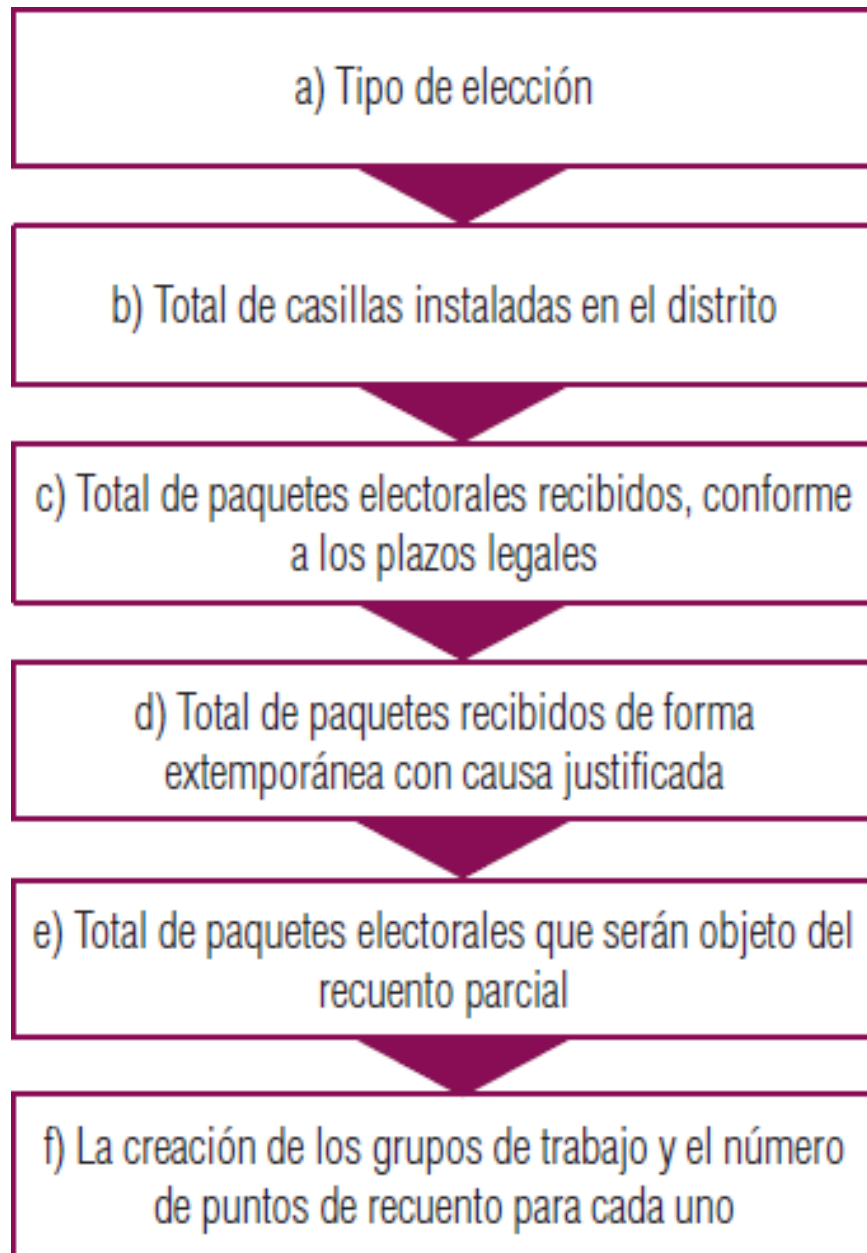 a) Tipo de elección
b) Total de casillas instaladas en el distrito
c) Total de paquetes electorales recibidos, conforme
a los plazos legales
d) Total de paquetes recibidos de forma
extemporánea con causa justificada
e) Total de paquetes electorales que serán objeto del
recuento parcial
f) La creación de los grupos de trabajo y el número
de puntos de recuento para cada uno